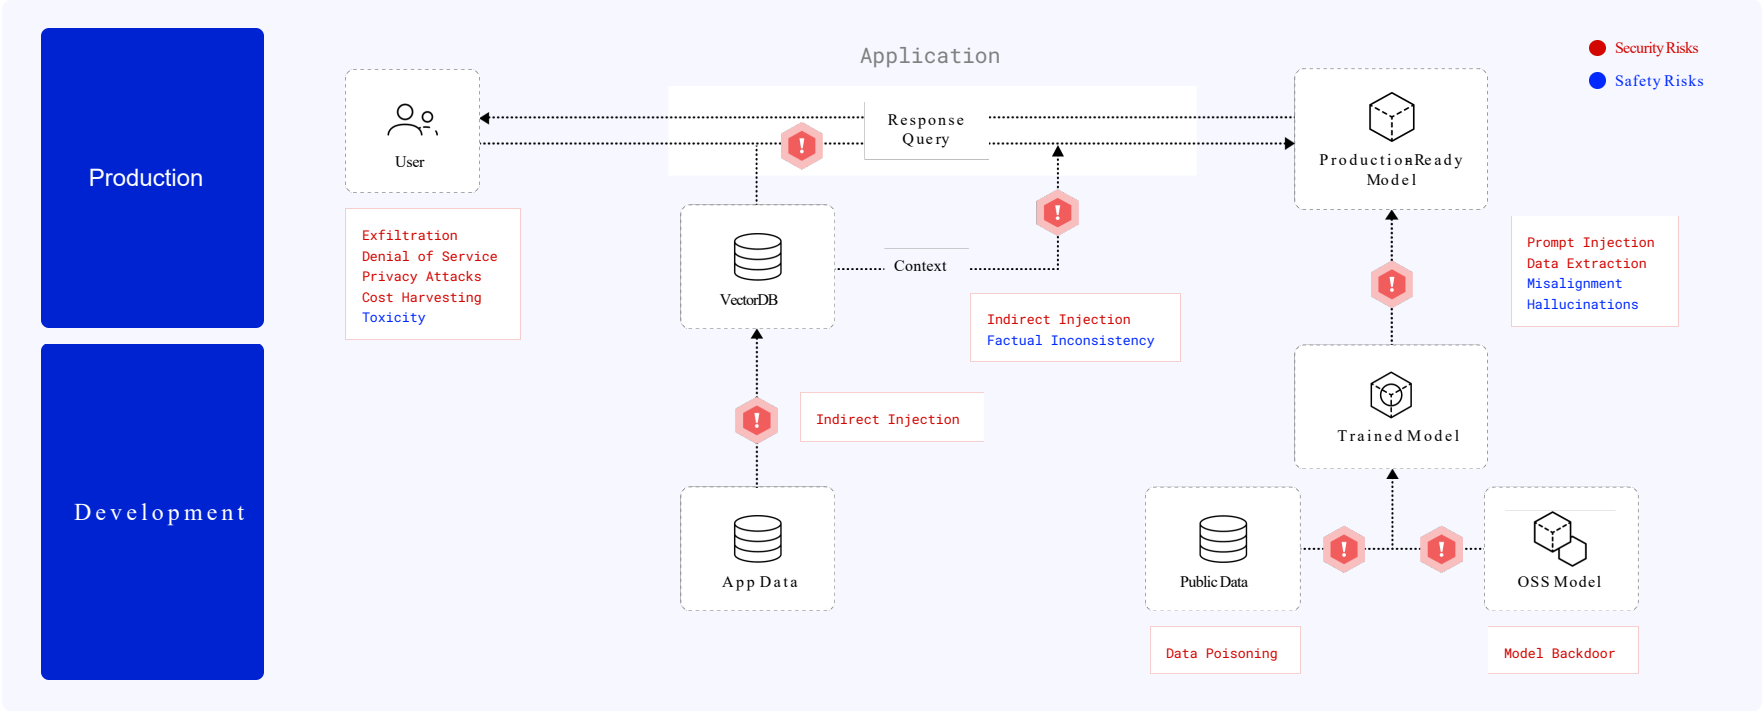 Application
Security Risks
Safety Risks
Production
User
Response
Query
Production-Ready
Model
Exfiltration
Denial of Service
Privacy Attacks
Cost Harvesting
Toxicity
VectorDB
Context
Indirect Injection
Factual Inconsistency
Prompt Injection
Data Extraction
Misalignment
Hallucinations
Development
Indirect Injection
Trained Model
App Data
Public Data
OSS Model
Data Poisoning
Model Backdoor